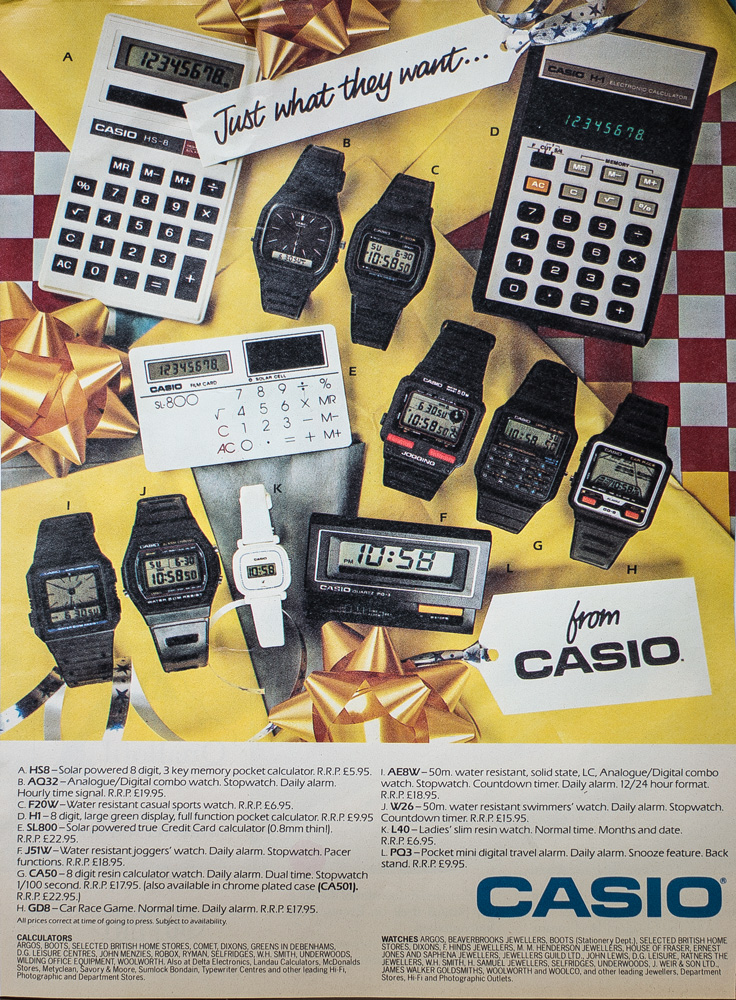 A
CASIO HS-8
12345678.
MR M- M+ ÷
% 7 8 9 ×
√ 4 5 6 −
C 1 2 3 +
AC 0 · =
Just what they want...
D
CASIO H-1 ELECTRONIC CALCULATOR
12345678.
MEMORY
MR M- M+
AC C √ %
7 8 9 ÷
4 5 6 ×
1 2 3 −
0 · = +
B
C
SU 6-30
10:58 50
E
12345678.
CASIO FILM CARD SOLAR CELL
SL-800
7 8 9 ÷ %
√ 4 5 6 × MR
C 1 2 3 − M−
AC 0 · = + M+
CASIO
JOGGING
F
G
H
I
J
SU 6-30
10:58 50
WATER 50M RESIST
K
CASIO
10:58
PM 10:58
CASIO QUARTZ PQ-3
L
from
CASIO.
A. HS8 – Solar powered 8 digit, 3 key memory pocket calculator. R.R.P. £5.95.
B. AQ32 – Analogue/Digital combo watch. Stopwatch. Daily alarm.
Hourly time signal. R.R.P. £19.95.
C. F20W – Water resistant casual sports watch. R.R.P. £6.95.
D. H1 – 8 digit, large green display, full function pocket calculator. R.R.P. £9.95
E. SL800 – Solar powered true Credit Card calculator (0.8mm thin!).
R.R.P. £22.95.
F. J51W – Water resistant joggers' watch. Daily alarm. Stopwatch. Pacer
functions. R.R.P. £18.95.
G. CA50 – 8 digit resin calculator watch. Daily alarm. Dual time. Stopwatch
1/100 second. R.R.P. £17.95. (also available in chrome plated case (CA501).
R.R.P. £22.95.)
H. GD8 – Car Race Game. Normal time. Daily alarm. R.R.P. £17.95.
All prices correct at time of going to press. Subject to availability.
I. AE8W – 50m. water resistant, solid state, LC, Analogue/Digital combo
watch. Stopwatch. Countdown timer. Daily alarm. 12/24 hour format.
R.R.P. £18.95.
J. W26 – 50m. water resistant swimmers' watch. Daily alarm. Stopwatch.
Countdown timer. R.R.P. £15.95.
K. L40 – Ladies' slim resin watch. Normal time. Months and date.
R.R.P. £6.95.
L. PQ3 – Pocket mini digital travel alarm. Daily alarm. Snooze feature. Back
stand. R.R.P. £9.95.
CASIO®
CALCULATORS
ARGOS, BOOTS, SELECTED BRITISH HOME STORES, COMET, DIXONS, GREENS IN DEBENHAMS,
D.G. LEISURE CENTRES, JOHN MENZIES, ROBOX, RYMAN, SELFRIDGES, W.H. SMITH, UNDERWOODS,
WILDING OFFICE EQUIPMENT, WOOLWORTH. Also at Delta Electronics, Landau Calculators, McDonalds
Stores, Metyclean, Savory & Moore, Sumlock Bondain, Typewriter Centres and other leading Hi-Fi,
Photographic and Department Stores.
WATCHES ARGOS, BEAVERBROOKS JEWELLERS, BOOTS (Stationery Dept.), SELECTED BRITISH HOME
STORES, DIXONS, F. HINDS JEWELLERS, M. M. HENDERSON JEWELLERS, HOUSE OF FRASER, ERNEST
JONES AND SAPHENA JEWELLERS, JEWELLERS GUILD LTD., JOHN LEWIS, D.G. LEISURE, RATNERS THE
JEWELLERS, W.H. SMITH, H. SAMUEL JEWELLERS, SELFRIDGES, UNDERWOODS, J. WEIR & SON LTD.,
JAMES WALKER GOLDSMITHS, WOOLWORTH and WOOLCO, and other leading Jewellers, Department
Stores, Hi-Fi and Photographic Outlets.